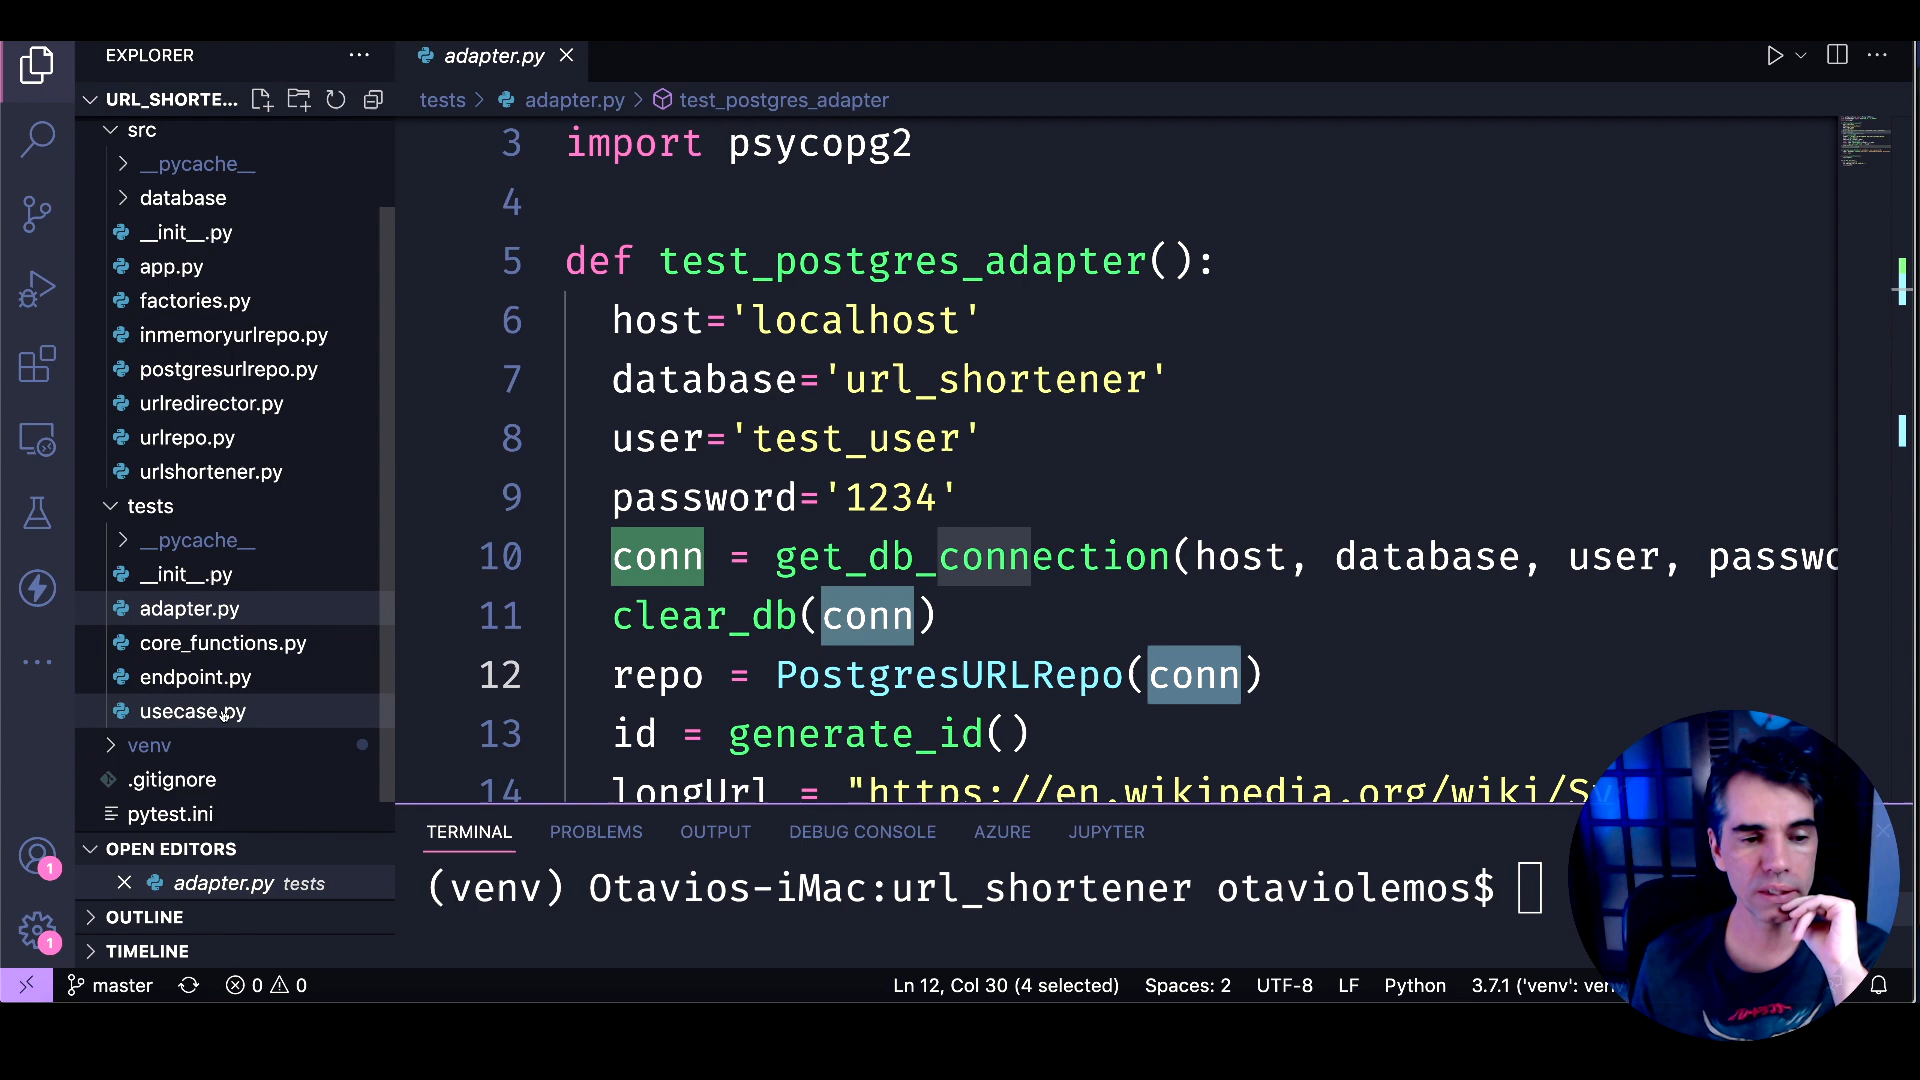 EXPLORER
URL_SHORTE...
src
__pycache__
database
__init__.py
app.py
factories.py
inmemoryurlrepo.py
postgresurlrepo.py
urlredirector.py
urlrepo.py
urlshortener.py
tests
__pycache__
__init__.py
adapter.py
core_functions.py
endpoint.py
usecase.py
venv
.gitignore
pytest.ini
OPEN EDITORS
adapter.py tests
OUTLINE
TIMELINE
1
1
adapter.py
tests > adapter.py > test_postgres_adapter
3 import psycopg2
4
5 def test_postgres_adapter():
6 host='localhost'
7 database='url_shortener'
8 user='test_user'
9 password='1234'
10 conn = get_db_connection(host, database, user, passwo
11 clear_db(conn)
12 repo = PostgresURLRepo(conn)
13 id = generate_id()
14 longUrl = "https://en.wikipedia.org/wiki/Sy
TERMINAL PROBLEMS OUTPUT DEBUG CONSOLE AZURE JUPYTER
(venv) Otavios-iMac:url_shortener otaviolemos$
master 0 0 Ln 12, Col 30 (4 selected) Spaces: 2 UTF-8 LF Python 3.7.1 ('venv': ven